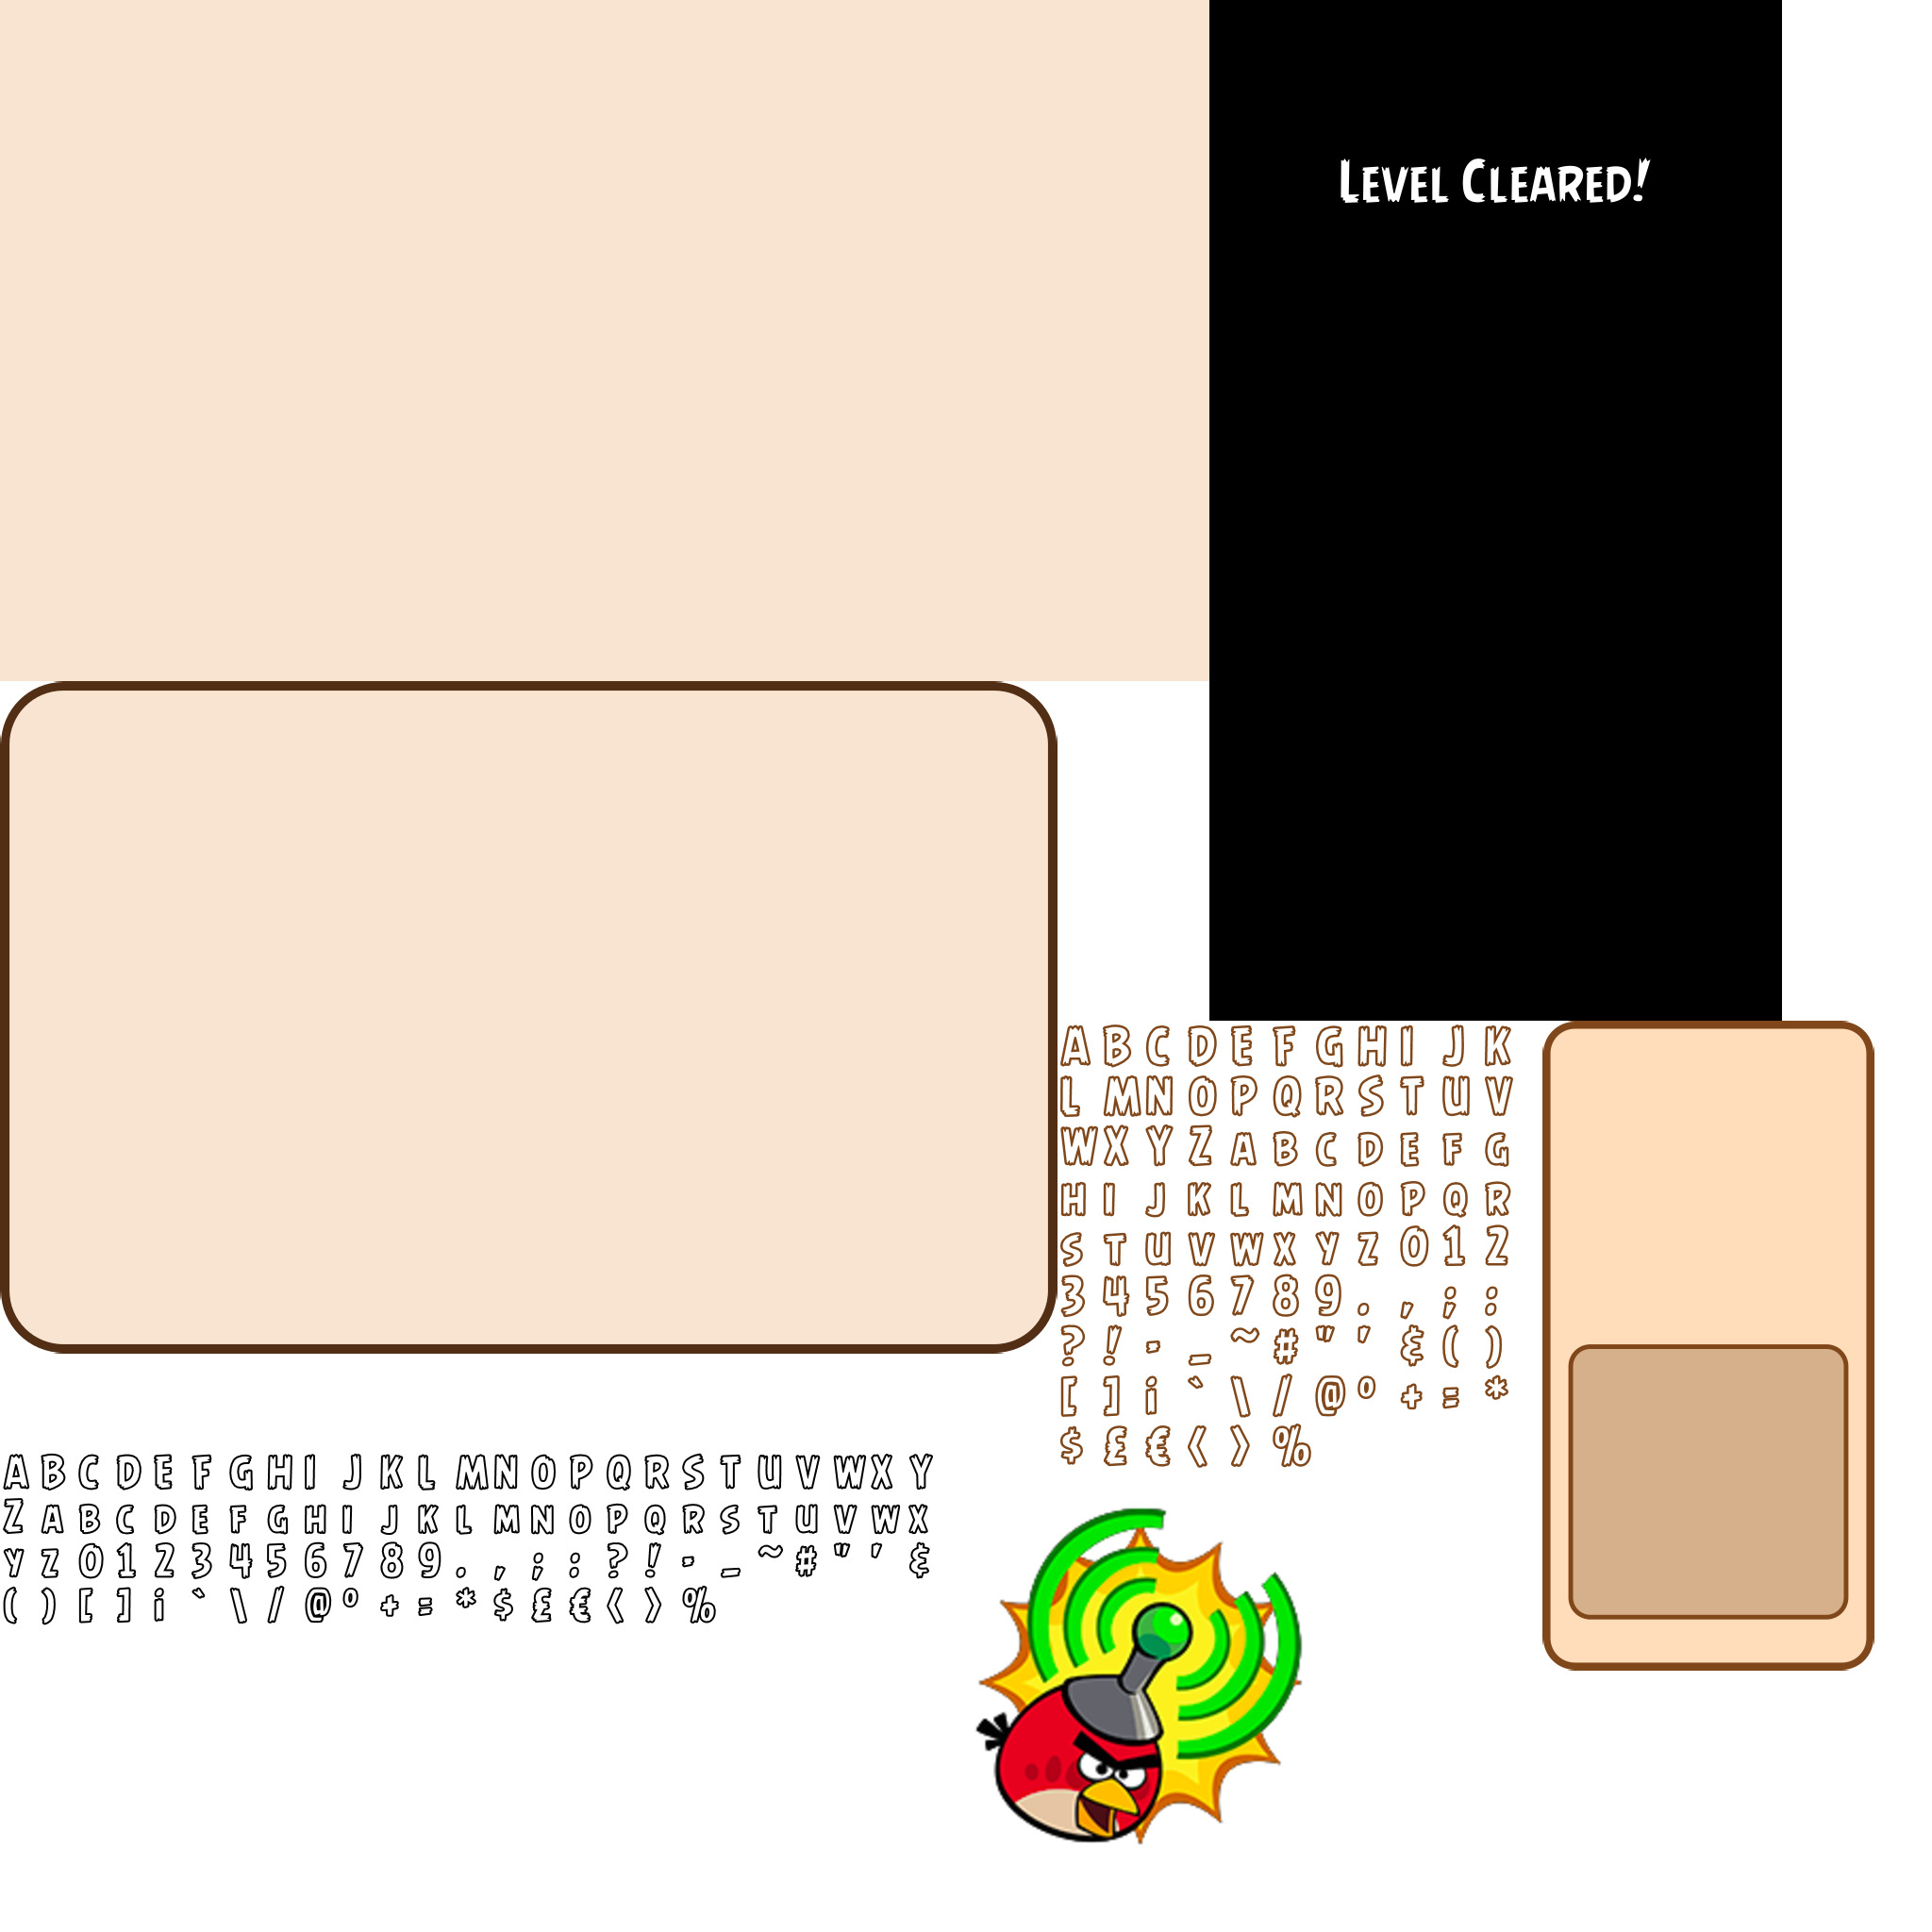 Level Cleared!
A B C D E F G H I J K
L M N O P Q R S T U V
W X Y Z A B C D E F G
H I J K L M N O P Q R
S T U V W X Y Z 0 1 2
3 4 5 6 7 8 9 . , ; :
? ! - _ ~ # " ' & ( )
[ ] i ` \ / @ º + = *
$ £ € < > %
A B C D E F G H I J K L M N O P Q R S T U V W X Y
Z A B C D E F G H I J K L M N O P Q R S T U V W X
Y Z 0 1 2 3 4 5 6 7 8 9 . , ; : ? ! - _ ~ # " ' &
( ) [ ] i ` \ / @ º + = * $ £ € < > %